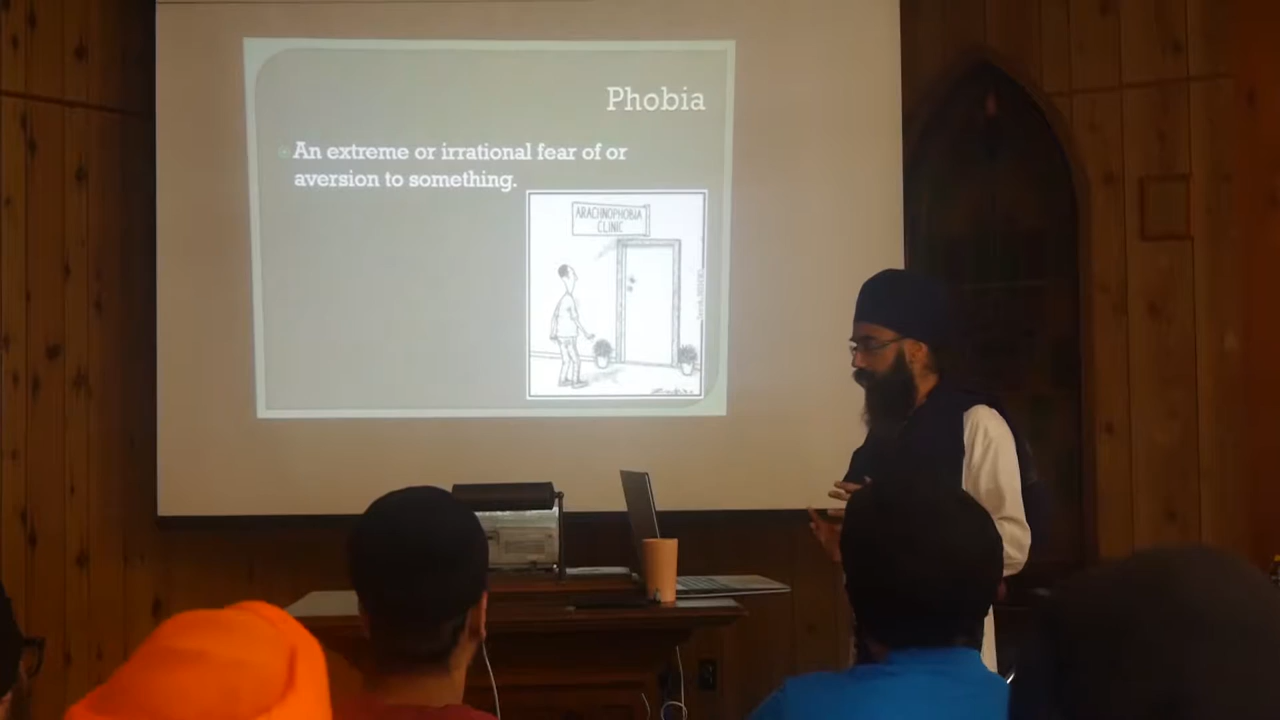 Phobia
An extreme or irrational fear of or
aversion to something.
ARACHNOPHOBIA
CLINIC